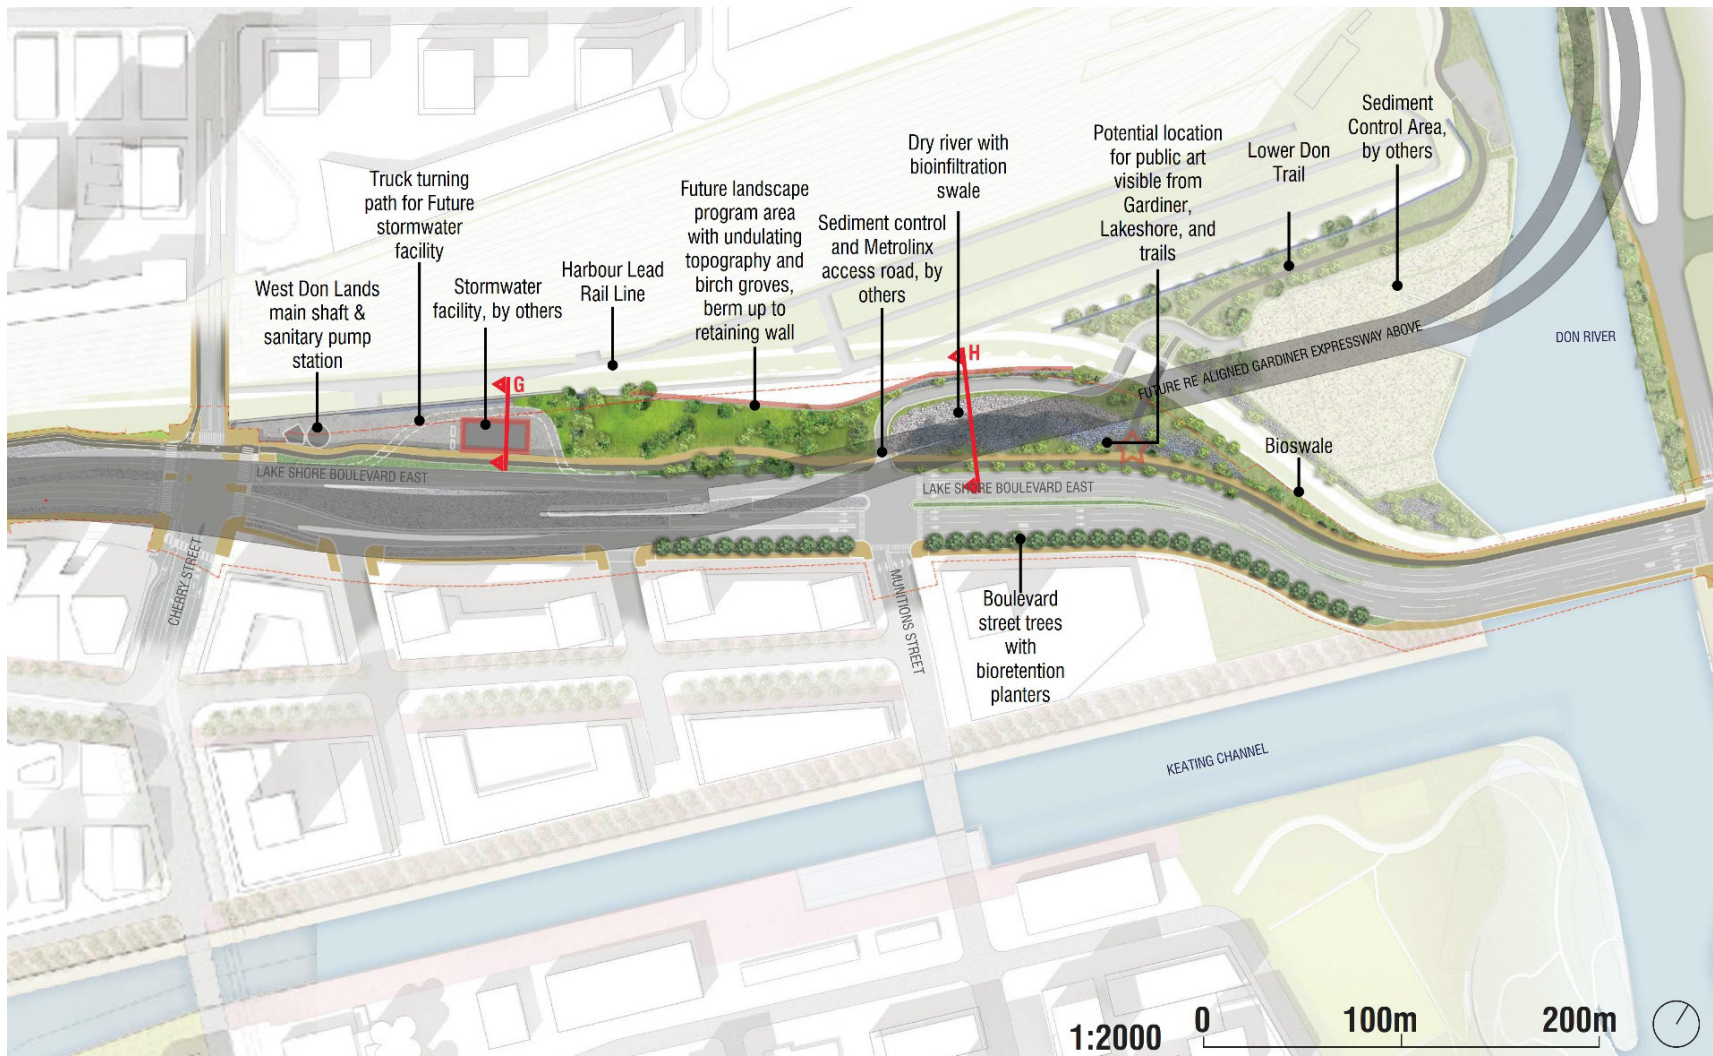 Sediment
Control Area,
by others
Potential location
for public art
visible from
Gardiner,
Lakeshore, and
trails
Dry river with
bioinfiltration
swale
Lower Don
Trail
Truck turning
path for Future
stormwater
facility
Future landscape
program area
with undulating
topography and
birch groves,
berm up to
retaining wall
Sediment control
and Metrolinx
access road, by
others
Harbour Lead
Rail Line
West Don Lands
main shaft &
sanitary pump
station
Stormwater
facility, by others
DON RIVER
FUTURE RE ALIGNED GARDINER EXPRESSWAY ABOVE
G
H
Bioswale
LAKE SHORE BOULEVARD EAST
LAKE SHORE BOULEVARD EAST
CHERRY STREET
MUNITIONS STREET
Boulevard
street trees
with
bioretention
planters
KEATING CHANNEL
1:2000
0 100m 200m